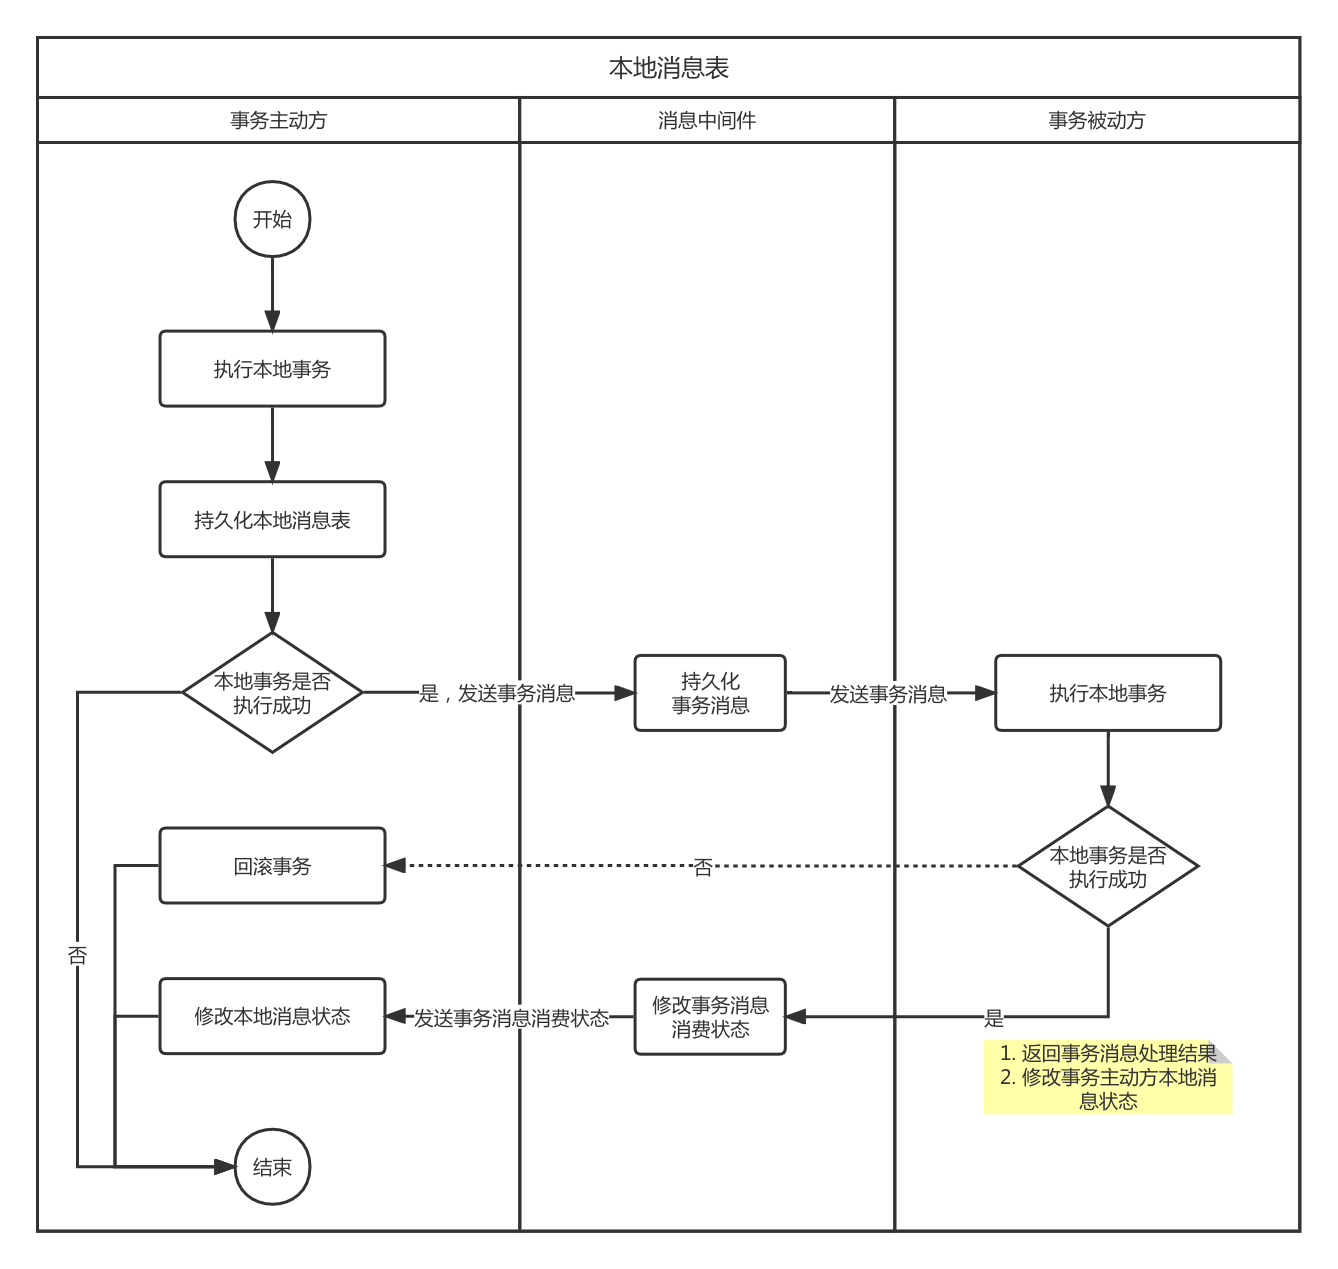 本地消息表
事务主动方
消息中间件
事务被动方
开始
执行本地事务
持久化本地消息表
本地事务是否
执行成功
是，发送事务消息
持久化
事务消息
发送事务消息
执行本地事务
本地事务是否
执行成功
否
回滚事务
否
是
修改事务消息
消费状态
发送事务消息消费状态
修改本地消息状态
1. 返回事务消息处理结果
2. 修改事务主动方本地消
息状态
结束